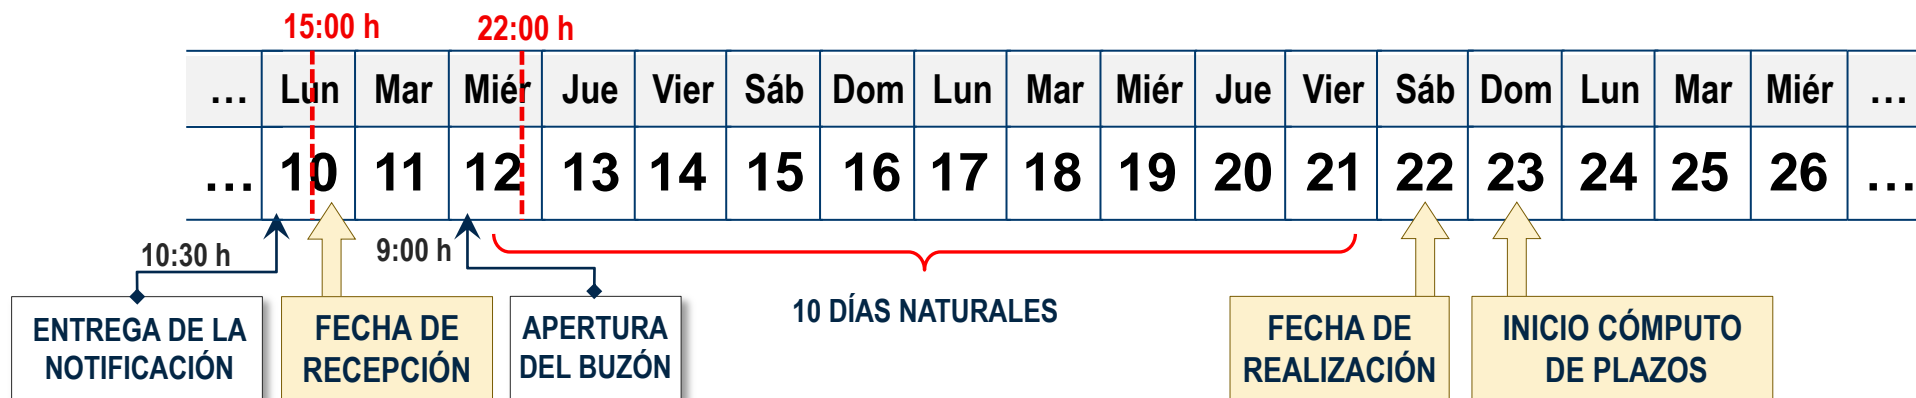 15:00 h 22:00 h
... Lun Mar Miér Jue Vier Sáb Dom Lun Mar Miér Jue Vier Sáb Dom Lun Mar Miér ...
... 10 11 12 13 14 15 16 17 18 19 20 21 22 23 24 25 26 ...
10:30 h
9:00 h
ENTREGA DE LA
NOTIFICACIÓN
FECHA DE
RECEPCIÓN
APERTURA
DEL BUZÓN
10 DÍAS NATURALES
FECHA DE
REALIZACIÓN
INICIO CÓMPUTO
DE PLAZOS